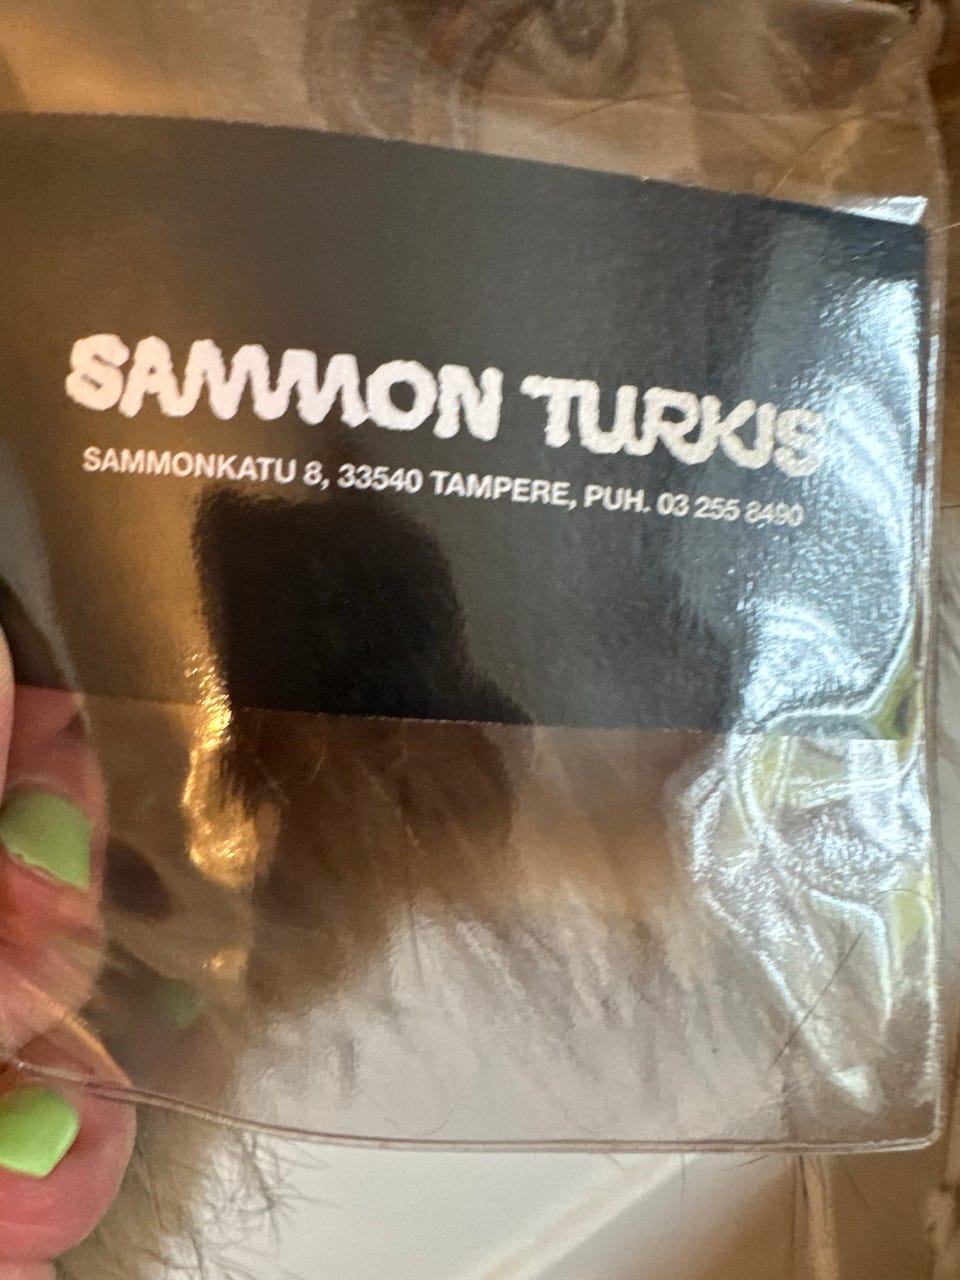 SAMMON TURKIS
SAMMONKATU 8, 33540 TAMPERE, PUH. 03 255 8490